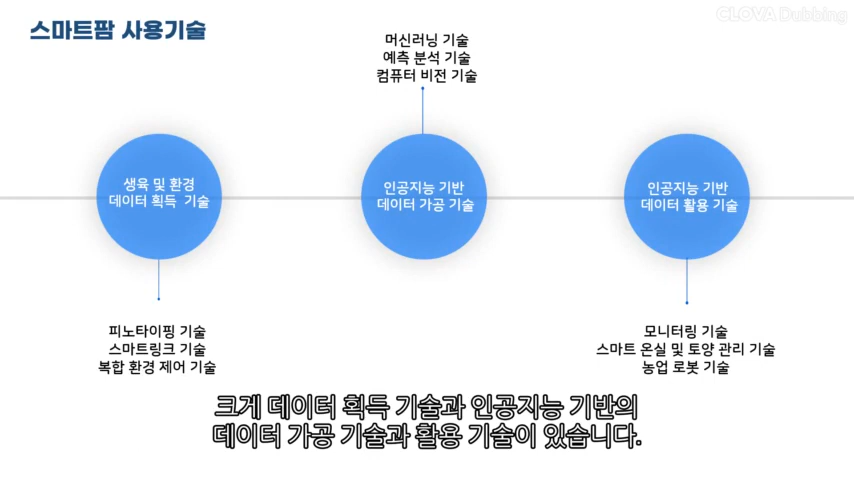 스마트팜 사용기술
CLOVA Dubbing
머신러닝 기술
예측 분석 기술
컴퓨터 비전 기술
생육 및 환경
데이터 획득 기술
인공지능 기반
데이터 가공 기술
인공지능 기반
데이터 활용 기술
피노타이핑 기술
스마트링크 기술
복합 환경 제어 기술
모니터링 기술
스마트 온실 및 토양 관리 기술
농업 로봇 기술
크게 데이터 획득 기술과 인공지능 기반의
데이터 가공 기술과 활용 기술이 있습니다.